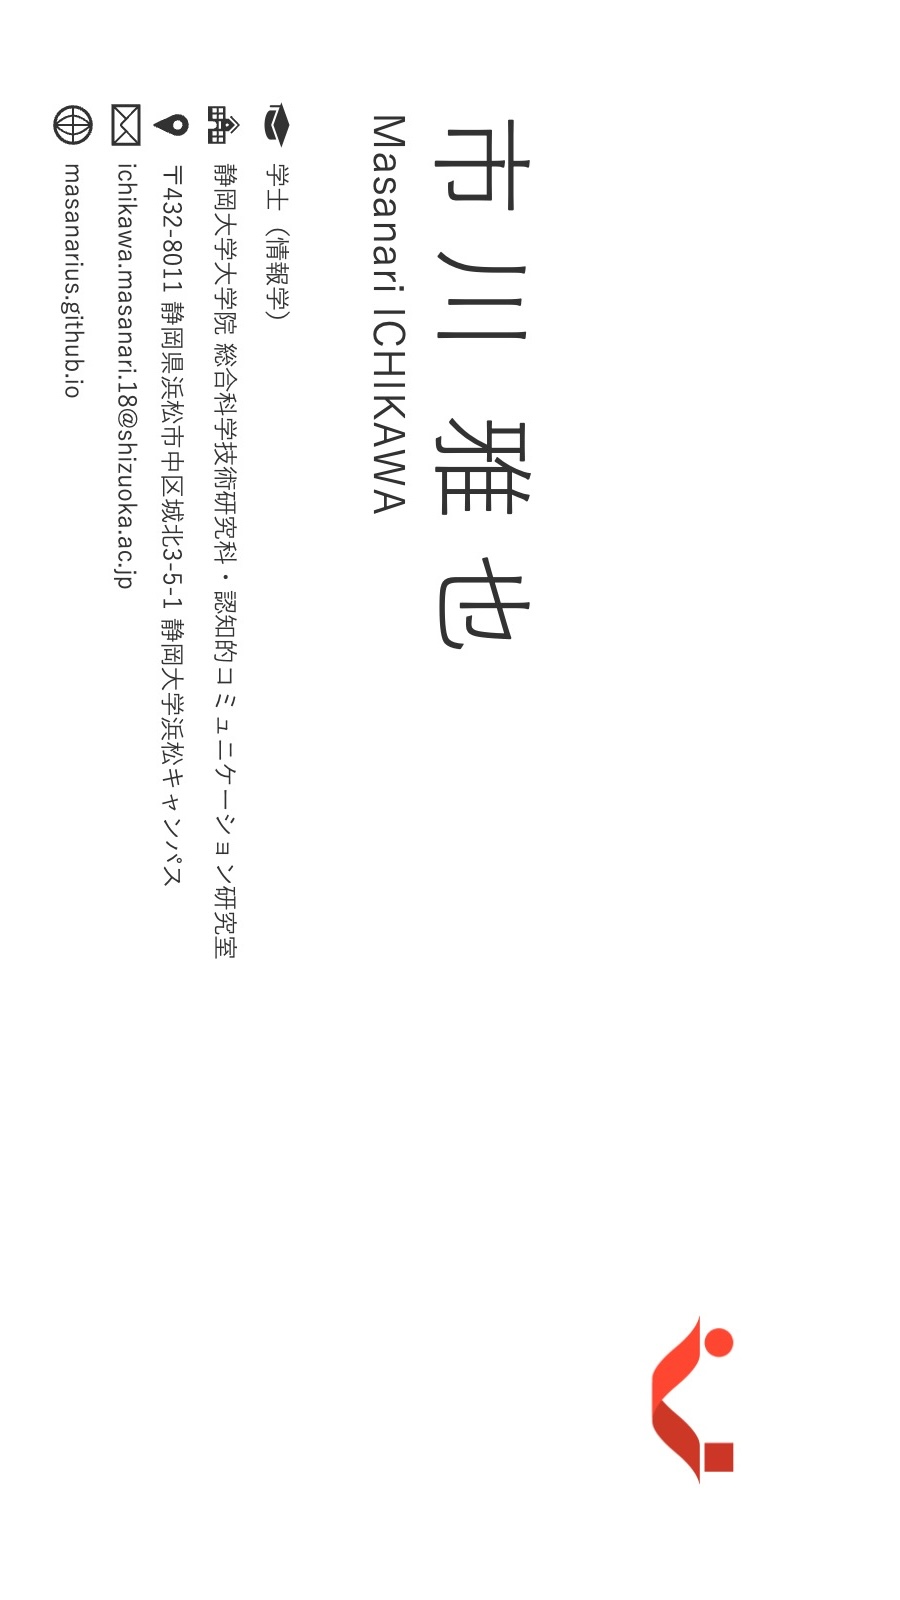 市川 雅也
Masanari ICHIKAWA
学士（情報学）
静岡大学大学院 総合科学技術研究科・認知的コミュニケーション研究室
〒432-8011 静岡県浜松市中区城北3-5-1 静岡大学浜松キャンパス
ichikawa.masanari.18@shizuoka.ac.jp
masanarius.github.io